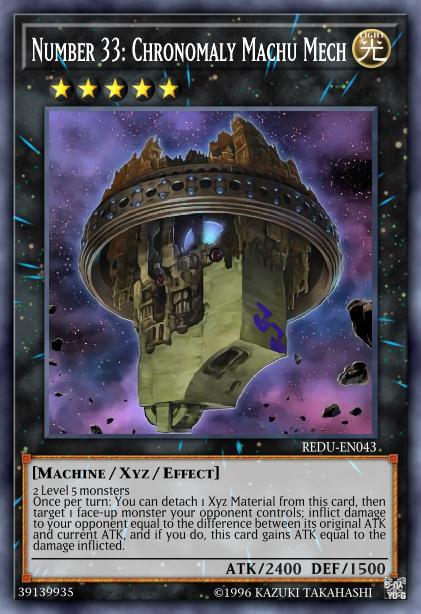 NUMBER 33: CHRONOMALY MACHU MECH
LIGHT
光
33
REDU-EN043
[MACHINE / XYZ / EFFECT]
2 Level 5 monsters
Once per turn: You can detach 1 Xyz Material from this card, then
target 1 face-up monster your opponent controls; inflict damage
to your opponent equal to the difference between its original ATK
and current ATK, and if you do, this card gains ATK equal to the
damage inflicted.
ATK/2400 DEF/1500
39139935
©1996 KAZUKI TAKAHASHI